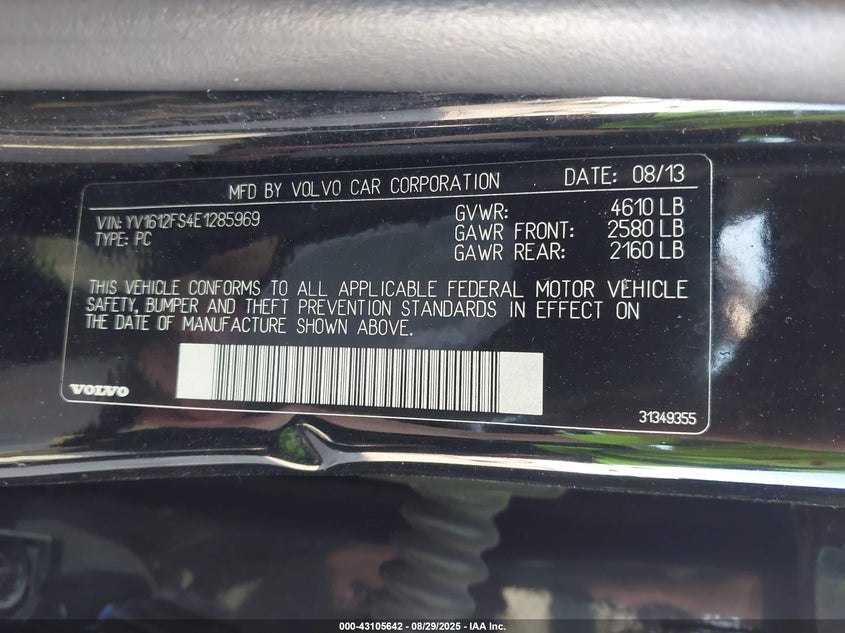 MFD BY VOLVO CAR CORPORATION DATE: 08/13
VIN: YV1612FS4E1285969
TYPE: PC
GVWR: 4610 LB
GAWR FRONT: 2580 LB
GAWR REAR: 2160 LB
THIS VEHICLE CONFORMS TO ALL APPLICABLE FEDERAL MOTOR VEHICLE
SAFETY, BUMPER AND THEFT PREVENTION STANDARDS IN EFFECT ON
THE DATE OF MANUFACTURE SHOWN ABOVE.
VOLVO
31349355
000-43105642 - 08/29/2025 - IAA Inc.